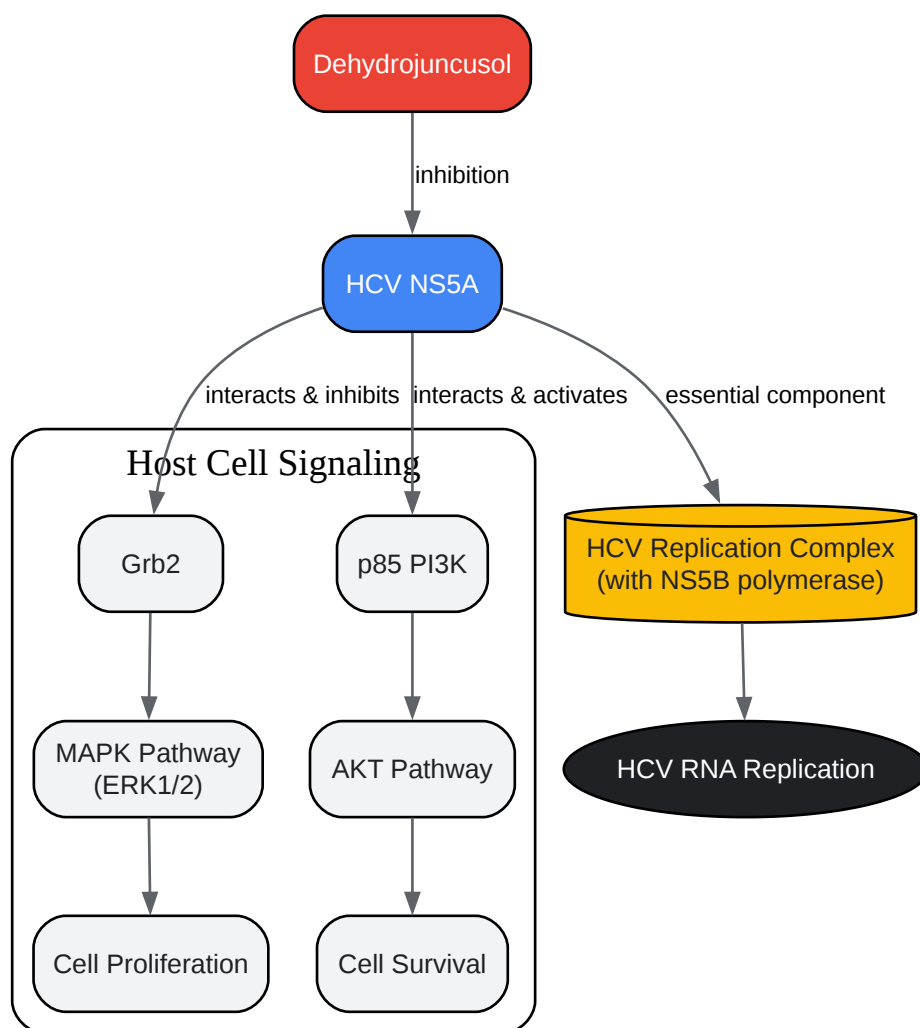 Dehydrojuncusol
inhibition
HCV NS5A
interacts & inhibits
interacts & activates
essential component
Host Cell Signaling
Grb2
p85 PI3K
HCV Replication Complex
(with NS5B polymerase)
MAPK Pathway
(ERK1/2)
AKT Pathway
HCV RNA Replication
Cell Proliferation
Cell Survival